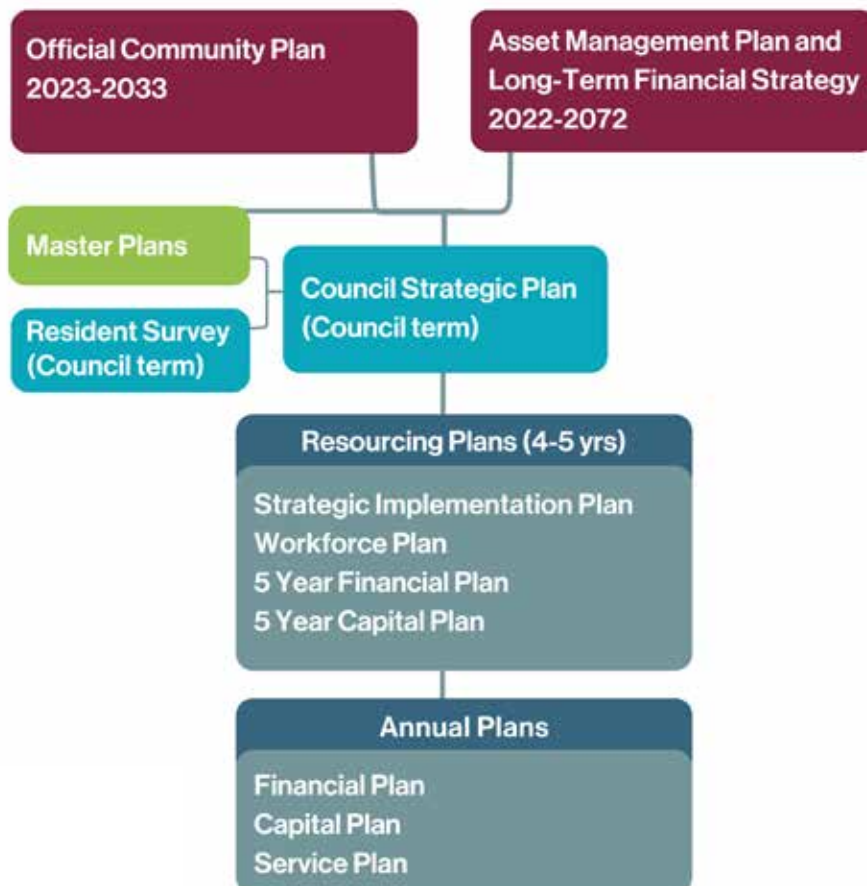 Official Community Plan
2023-2033
Asset Management Plan and
Long-Term Financial Strategy
2022-2072
Master Plans
Resident Survey
(Council term)
Council Strategic Plan
(Council term)
Resourcing Plans (4-5 yrs)
Strategic Implementation Plan
Workforce Plan
5 Year Financial Plan
5 Year Capital Plan
Annual Plans
Financial Plan
Capital Plan
Service Plan